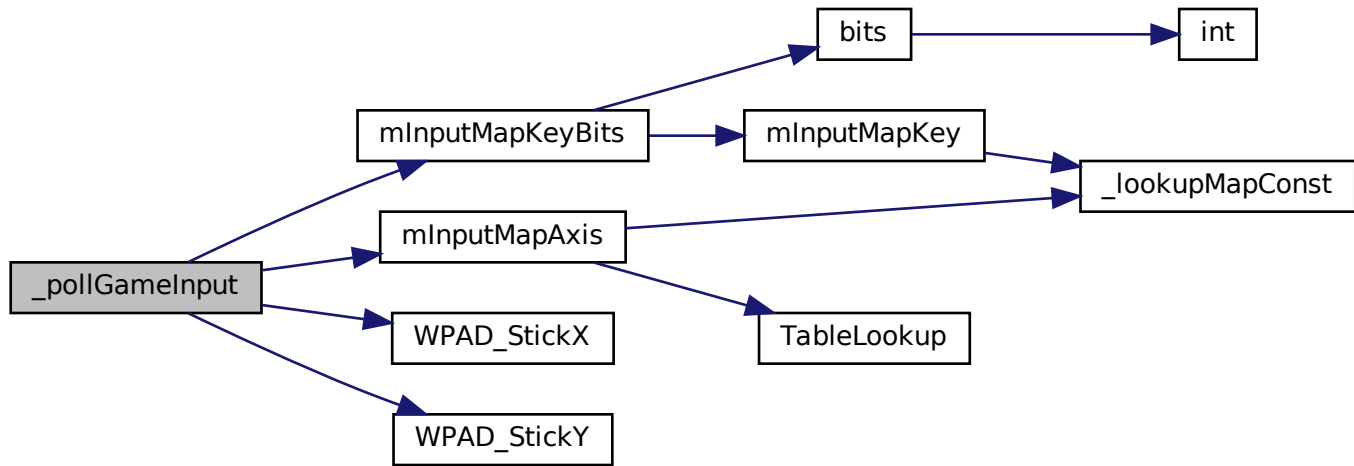 bits
int
mInputMapKeyBits
mInputMapKey
_lookupMapConst
mInputMapAxis
_pollGameInput
WPAD_StickX
TableLookup
WPAD_StickY